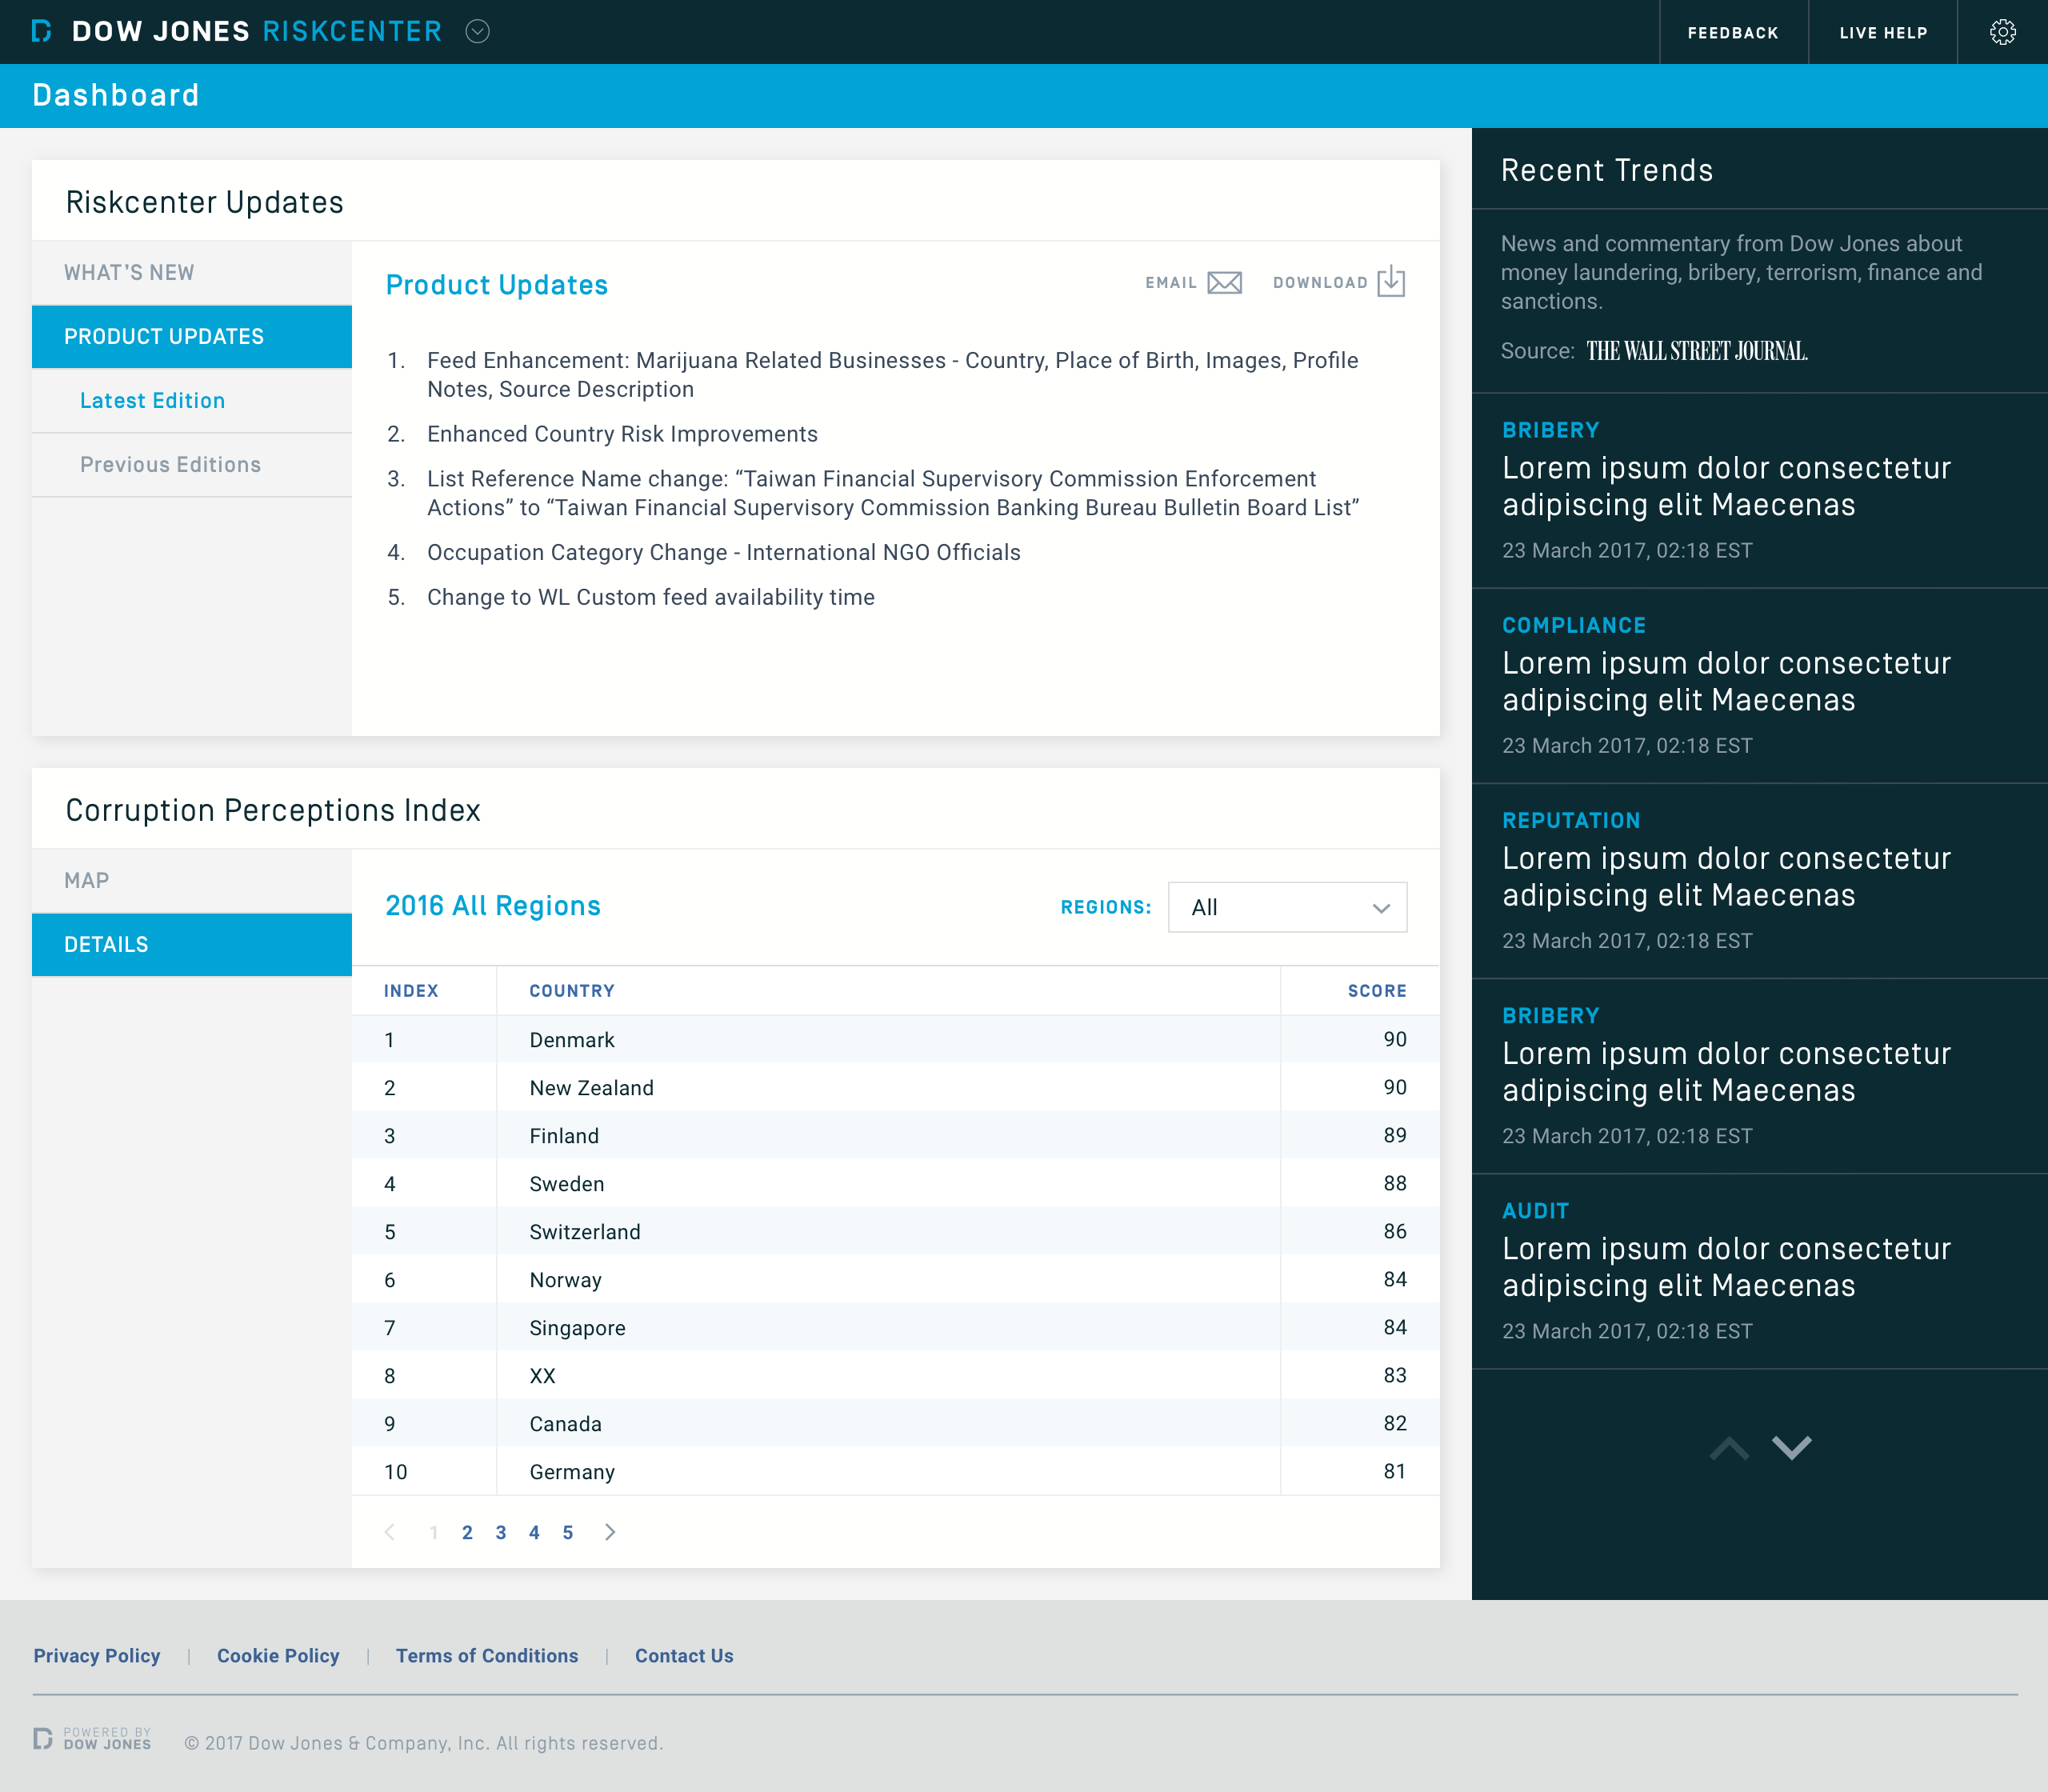 DOW JONES RISKCENTER
FEEDBACK
LIVE HELP
Dashboard
Riskcenter Updates
WHAT'S NEW
PRODUCT UPDATES
Latest Edition
Previous Editions
Product Updates
EMAIL
DOWNLOAD
1. Feed Enhancement: Marijuana Related Businesses - Country, Place of Birth, Images, Profile
Notes, Source Description
2. Enhanced Country Risk Improvements
3. List Reference Name change: “Taiwan Financial Supervisory Commission Enforcement
Actions” to “Taiwan Financial Supervisory Commission Banking Bureau Bulletin Board List”
4. Occupation Category Change - International NGO Officials
5. Change to WL Custom feed availability time
Corruption Perceptions Index
MAP
DETAILS
2016 All Regions
REGIONS: All
INDEX COUNTRY SCORE
1 Denmark 90
2 New Zealand 90
3 Finland 89
4 Sweden 88
5 Switzerland 86
6 Norway 84
7 Singapore 84
8 XX 83
9 Canada 82
10 Germany 81
1 2 3 4 5
Recent Trends
News and commentary from Dow Jones about
money laundering, bribery, terrorism, finance and
sanctions.
Source: THE WALL STREET JOURNAL.
BRIBERY
Lorem ipsum dolor consectetur
adipiscing elit Maecenas
23 March 2017, 02:18 EST
COMPLIANCE
Lorem ipsum dolor consectetur
adipiscing elit Maecenas
23 March 2017, 02:18 EST
REPUTATION
Lorem ipsum dolor consectetur
adipiscing elit Maecenas
23 March 2017, 02:18 EST
BRIBERY
Lorem ipsum dolor consectetur
adipiscing elit Maecenas
23 March 2017, 02:18 EST
AUDIT
Lorem ipsum dolor consectetur
adipiscing elit Maecenas
23 March 2017, 02:18 EST
Privacy Policy | Cookie Policy | Terms of Conditions | Contact Us
POWERED BY
DOW JONES
© 2017 Dow Jones & Company, Inc. All rights reserved.